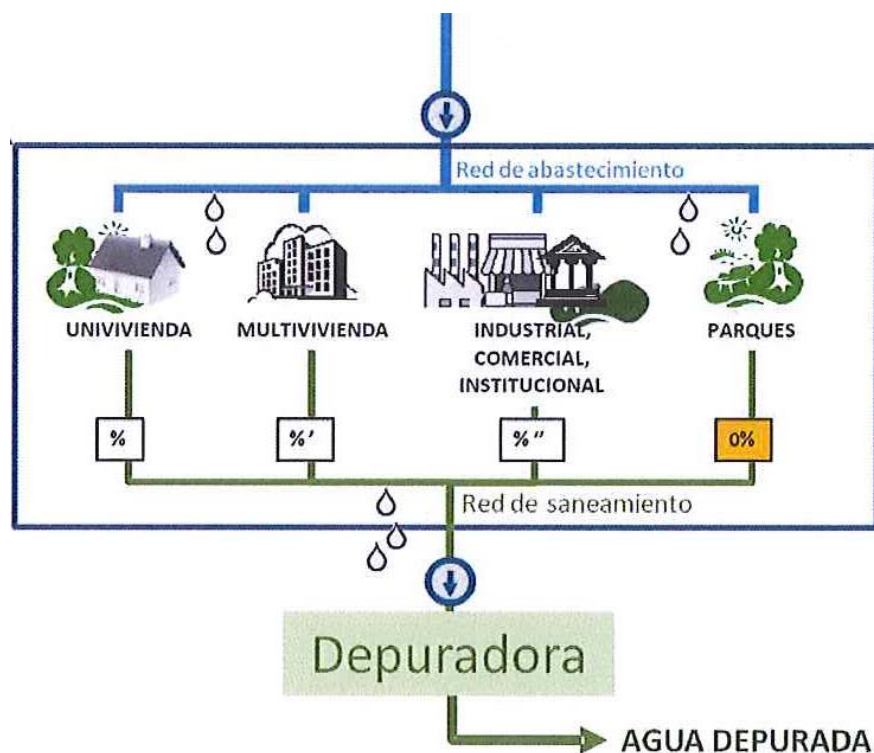 Red de abastecimiento
UNIVIVIENDA
MULTIVIVIENDA
INDUSTRIAL,
COMERCIAL,
INSTITUCIONAL
PARQUES
%
%'
%"
0%
Red de saneamiento
Depuradora
AGUA DEPURADA